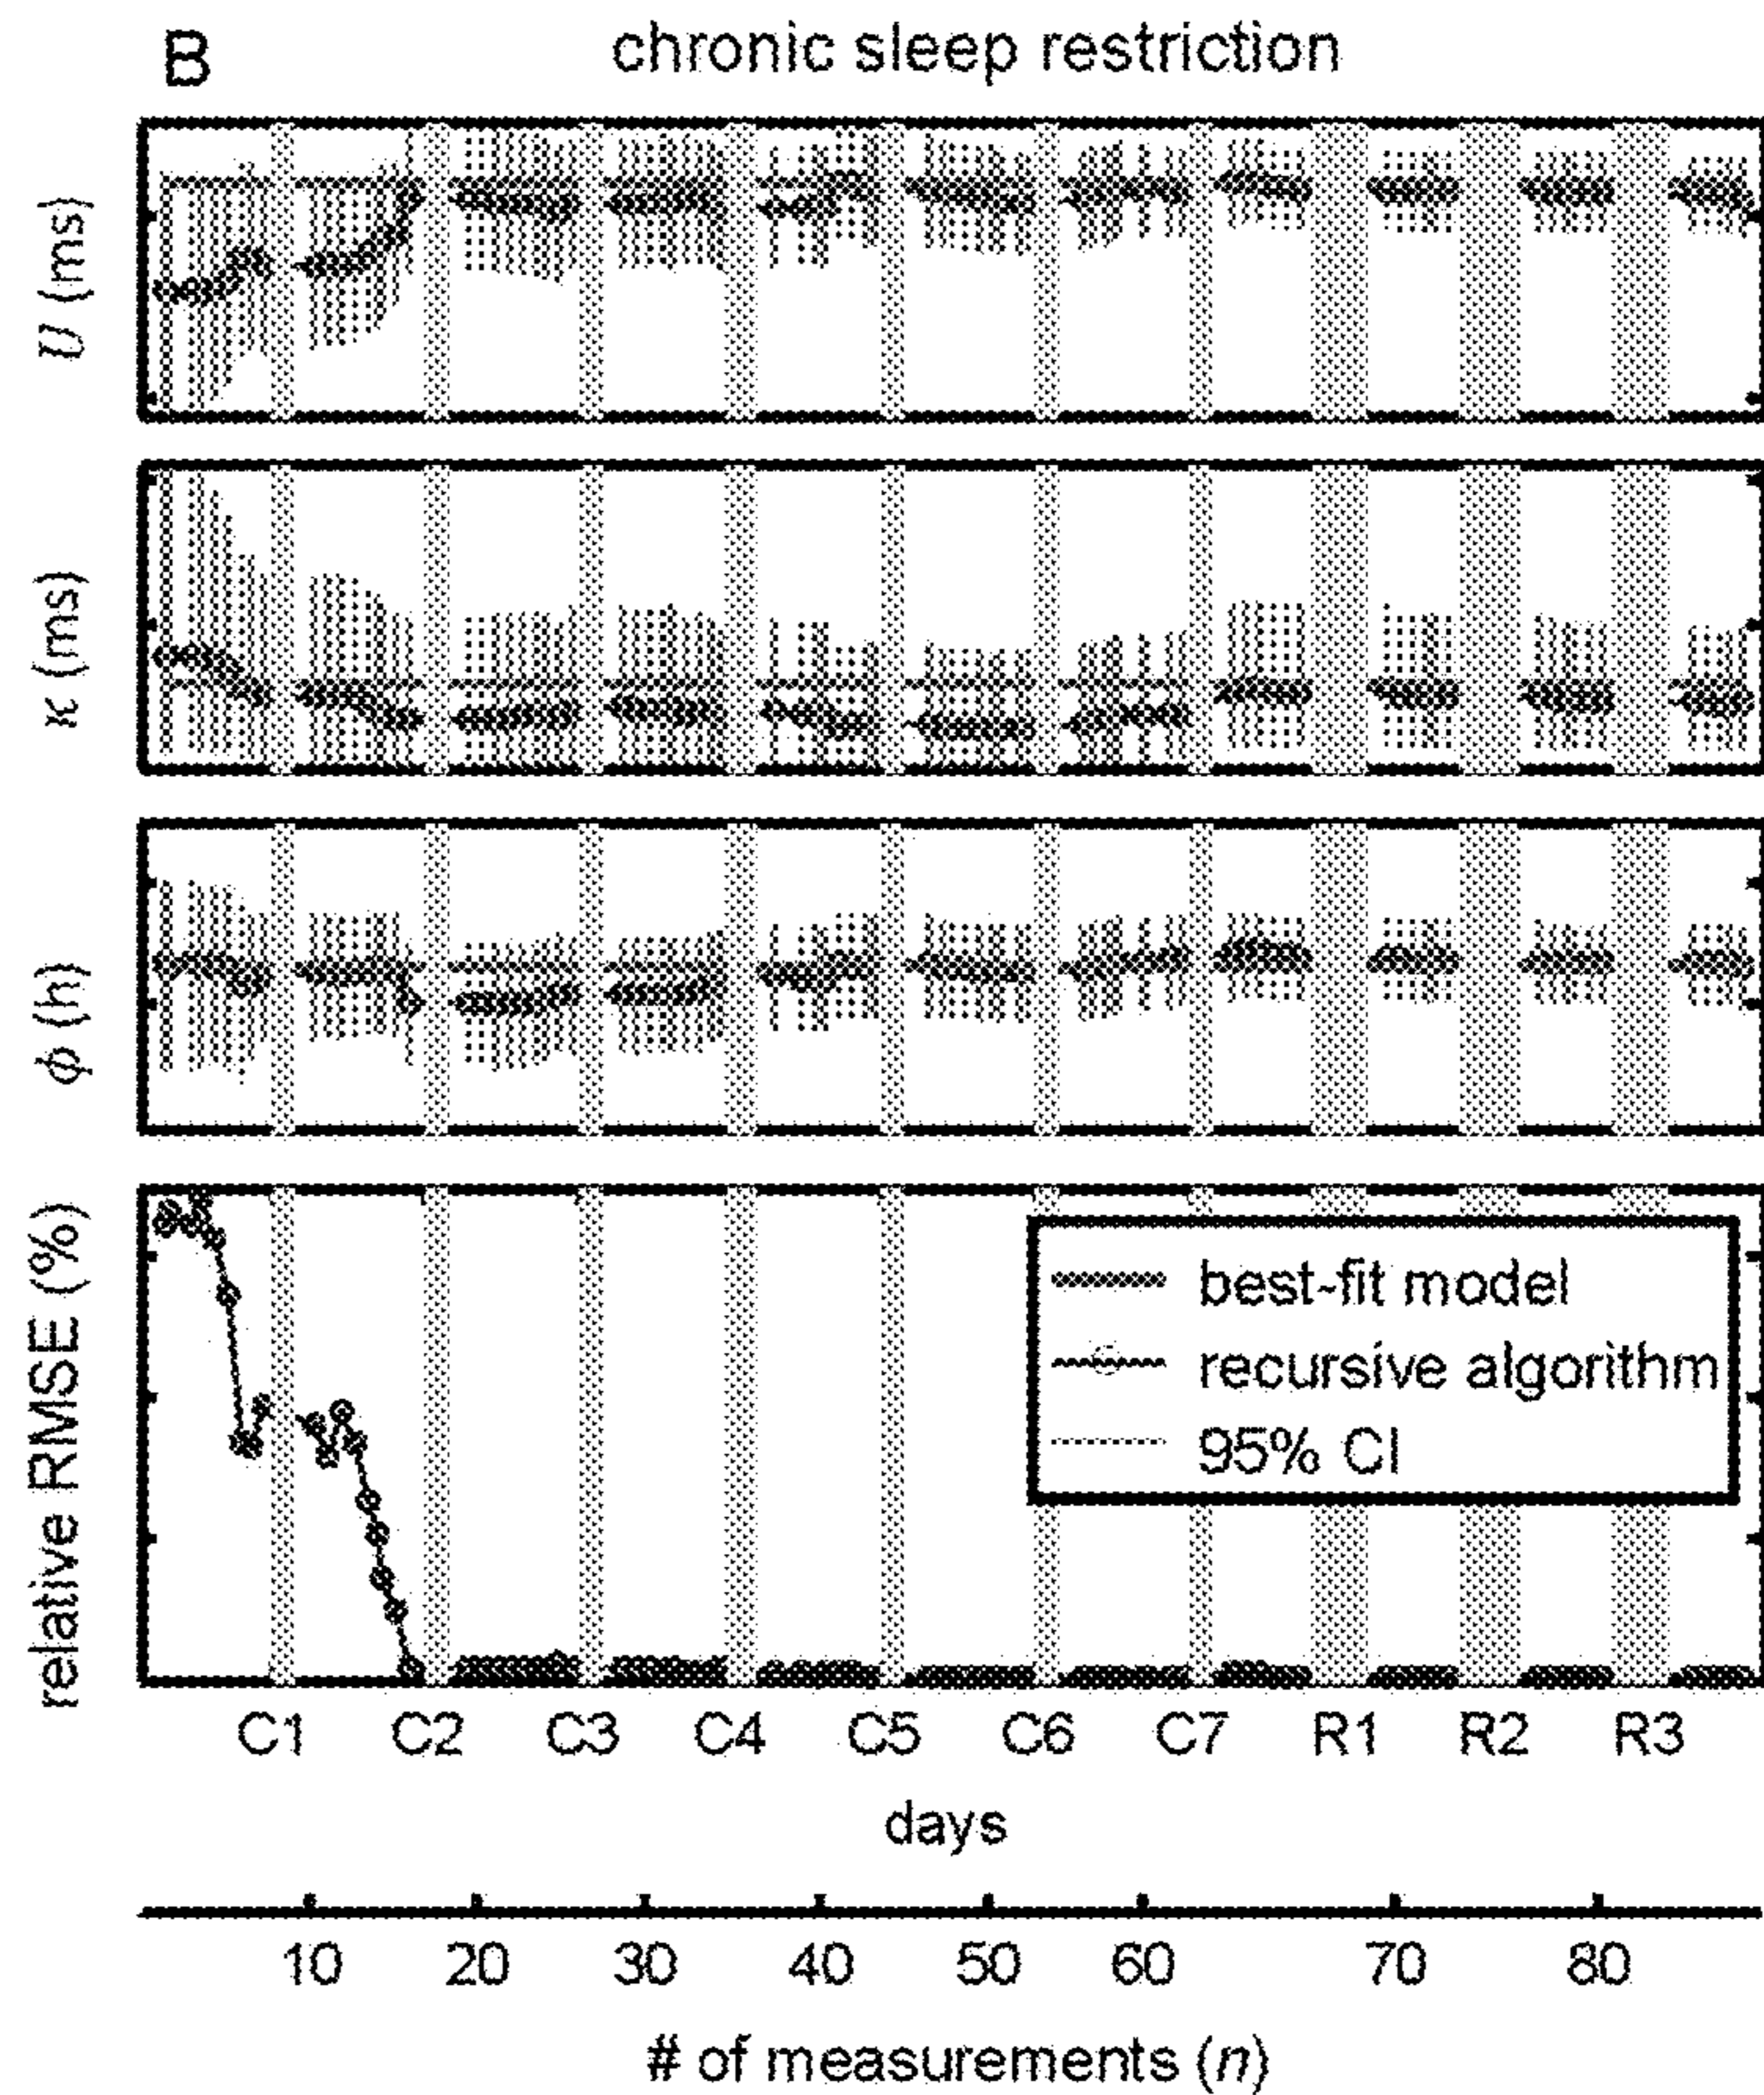 B
chronic sleep restriction
U (ms)
κ (ms)
ϕ (h)
relative RMSE (%)
best-fit model
recursive algorithm
95% CI
C1 C2 C3 C4 C5 C6 C7 R1 R2 R3
days
10 20 30 40 50 60 70 80
# of measurements (n)